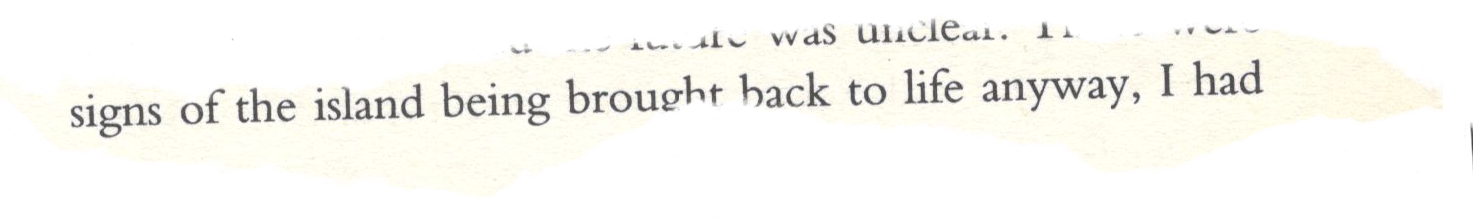 was unclear.
signs of the island being brought back to life anyway, I had